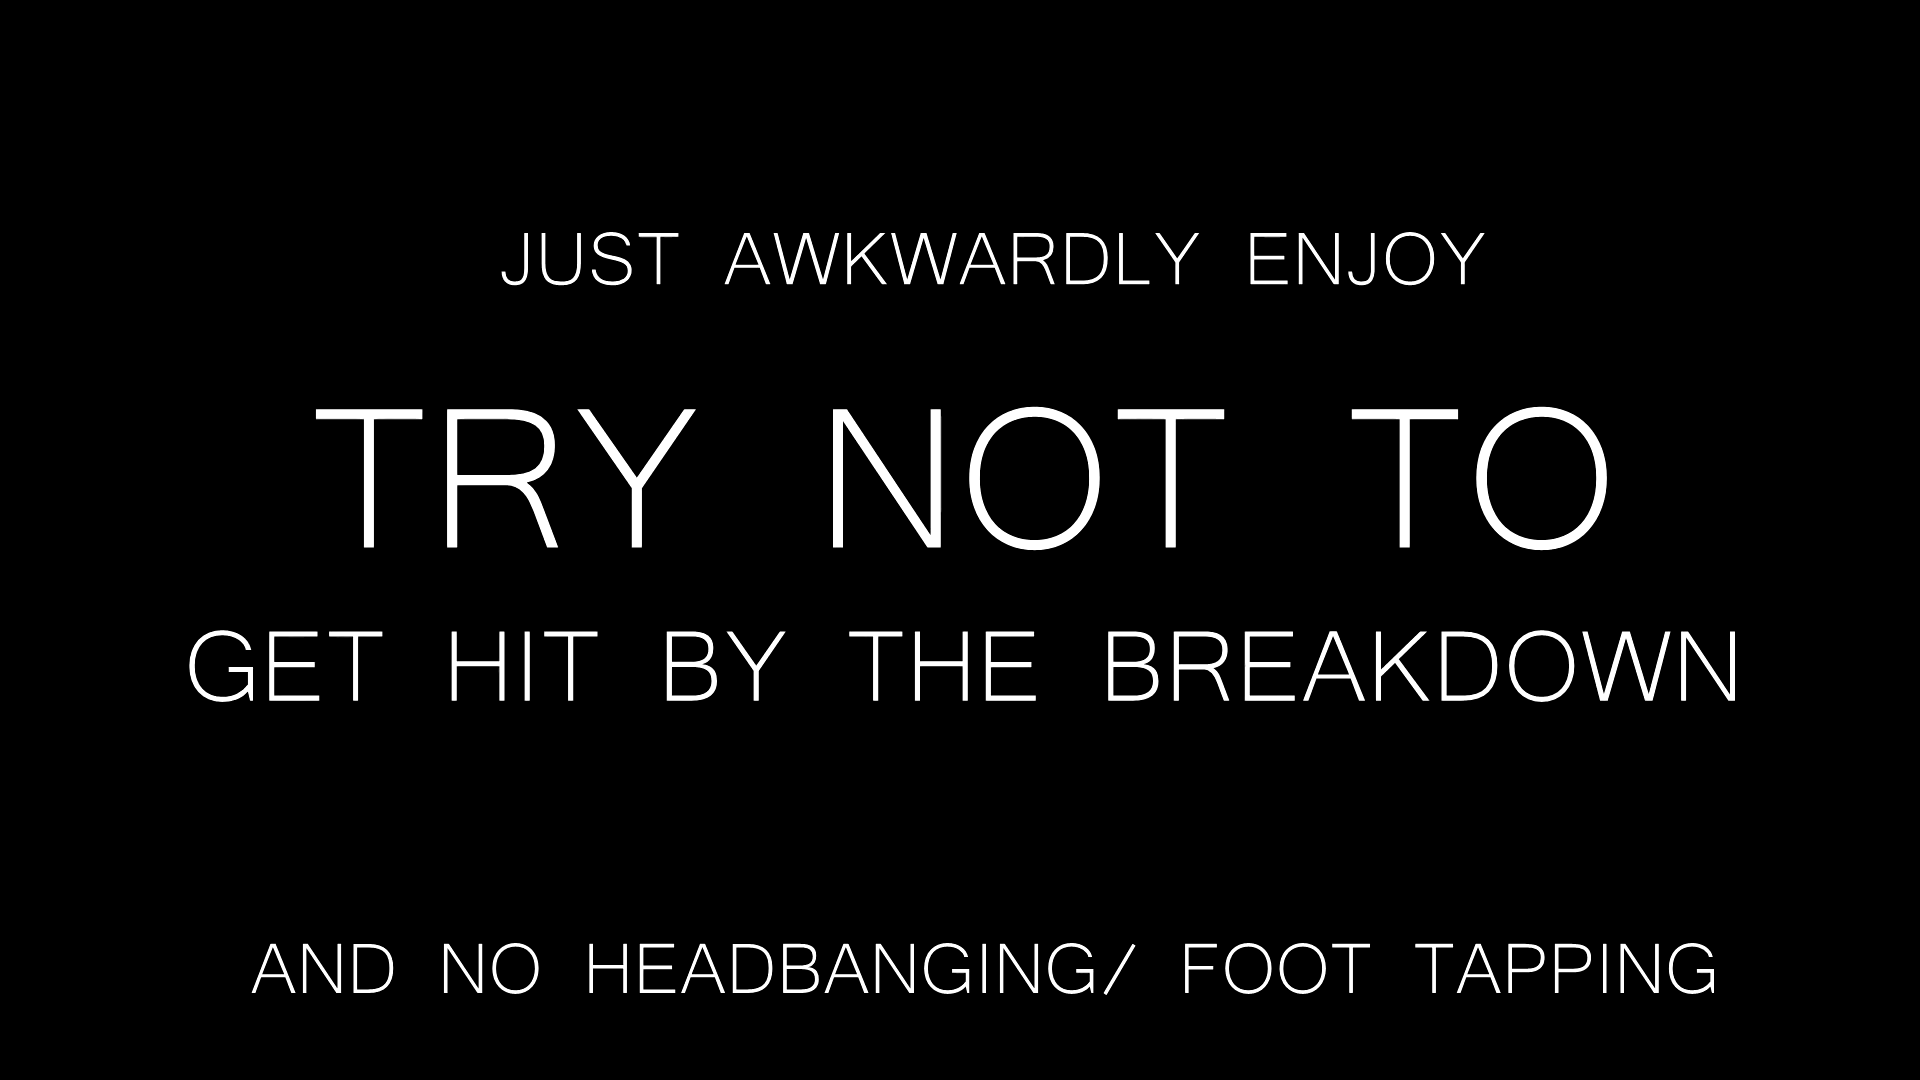 JUST AWKWARDLY ENJOY
TRY NOT TO
GET HIT BY THE BREAKDOWN
AND NO HEADBANGING/ FOOT TAPPING